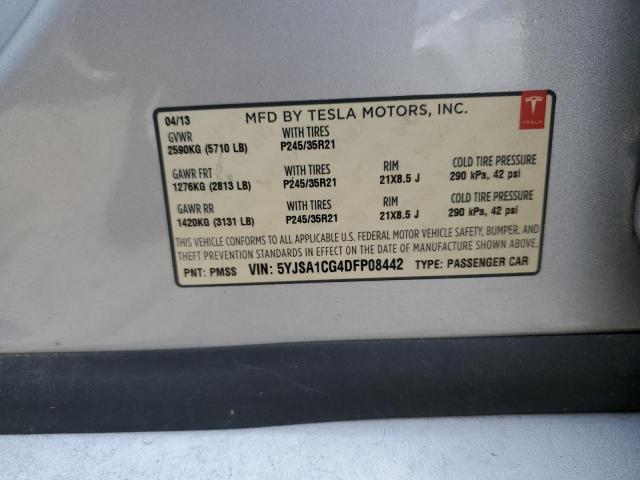 04/13 MFD BY TESLA MOTORS, INC.
TESLA
GVWR WITH TIRES
2590KG (5710 LB) P245/35R21
GAWR FRT WITH TIRES RIM COLD TIRE PRESSURE
1276KG (2813 LB) P245/35R21 21X8.5 J 290 kPa, 42 psi
GAWR RR WITH TIRES RIM COLD TIRE PRESSURE
1420KG (3131 LB) P245/35R21 21X8.5 J 290 kPa, 42 psi
THIS VEHICLE CONFORMS TO ALL APPLICABLE U.S. FEDERAL MOTOR VEHICLE SAFETY, BUMPER, AND
THEFT PREVENTION STANDARDS IN EFFECT ON THE DATE OF MANUFACTURE SHOWN ABOVE.
PNT: PMSS VIN: 5YJSA1CG4DFP08442 TYPE: PASSENGER CAR